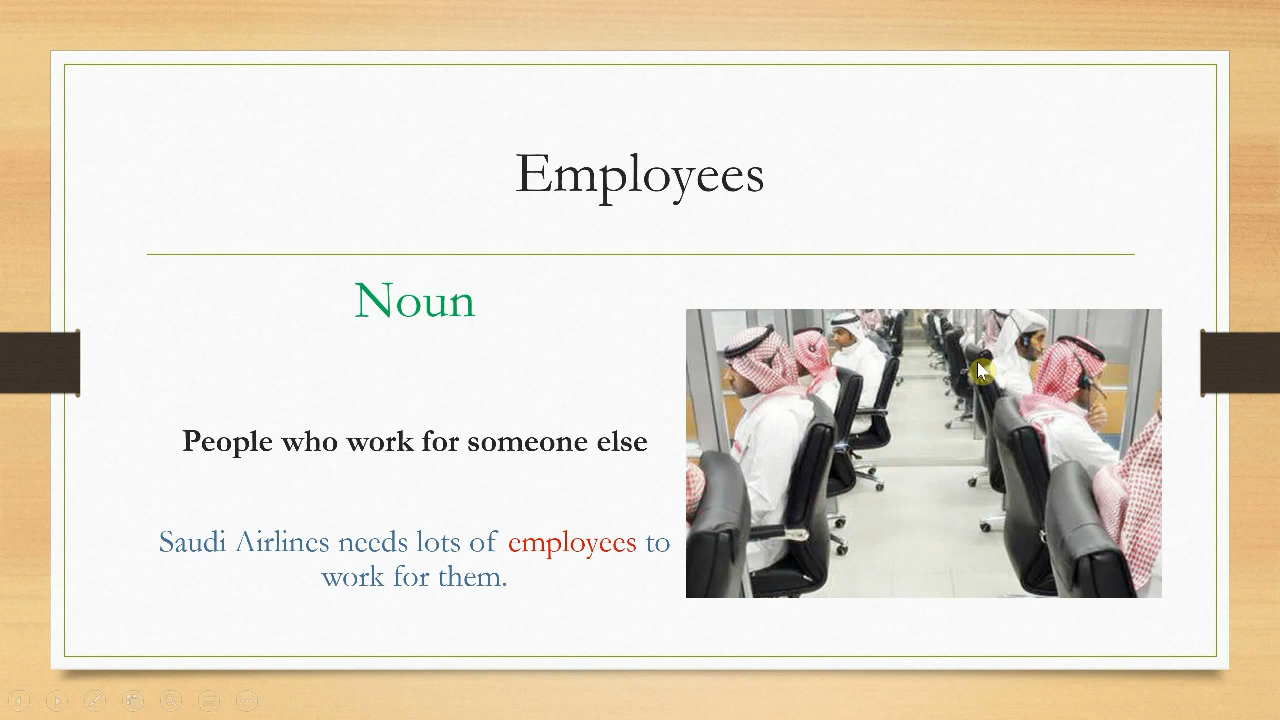 Employees
Noun
People who work for someone else
Saudi Airlines needs lots of employees to
work for them.